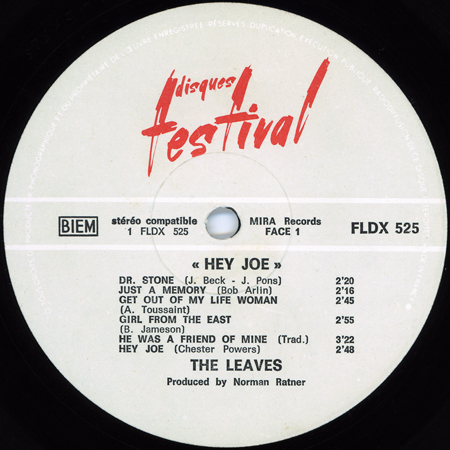 disques
festival
BIEM
stéréo compatible
1 FLDX 525
MIRA Records
FACE 1
FLDX 525
« HEY JOE »
DR. STONE (J. Beck - J. Pons) 2'20
JUST A MEMORY (Bob Arlin) 2'16
GET OUT OF MY LIFE WOMAN 2'45
(A. Toussaint)
GIRL FROM THE EAST 2'55
(B. Jameson)
HE WAS A FRIEND OF MINE (Trad.) 3'22
HEY JOE (Chester Powers) 2'48
THE LEAVES
Produced by Norman Ratner